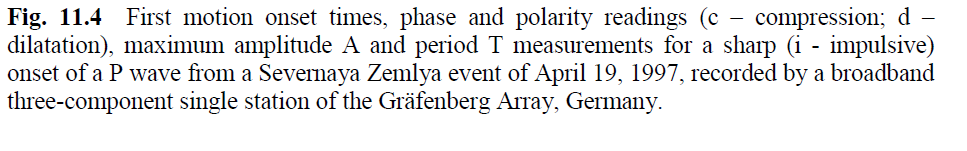 Fig. 11.4 First motion onset times, phase and polarity readings (c – compression; d –
dilatation), maximum amplitude A and period T measurements for a sharp (i - impulsive)
onset of a P wave from a Severnaya Zemlya event of April 19, 1997, recorded by a broadband
three-component single station of the Gräfenberg Array, Germany.